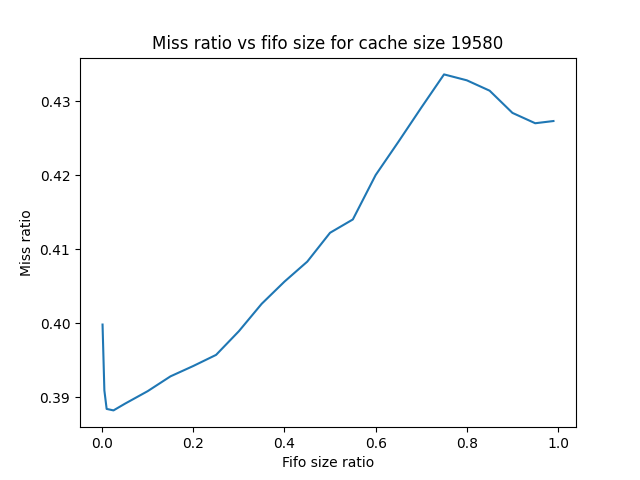 Miss ratio vs fifo size for cache size 19580
0.43
0.42
0.41
0.40
0.39
Miss ratio
0.0 0.2 0.4 0.6 0.8 1.0
Fifo size ratio